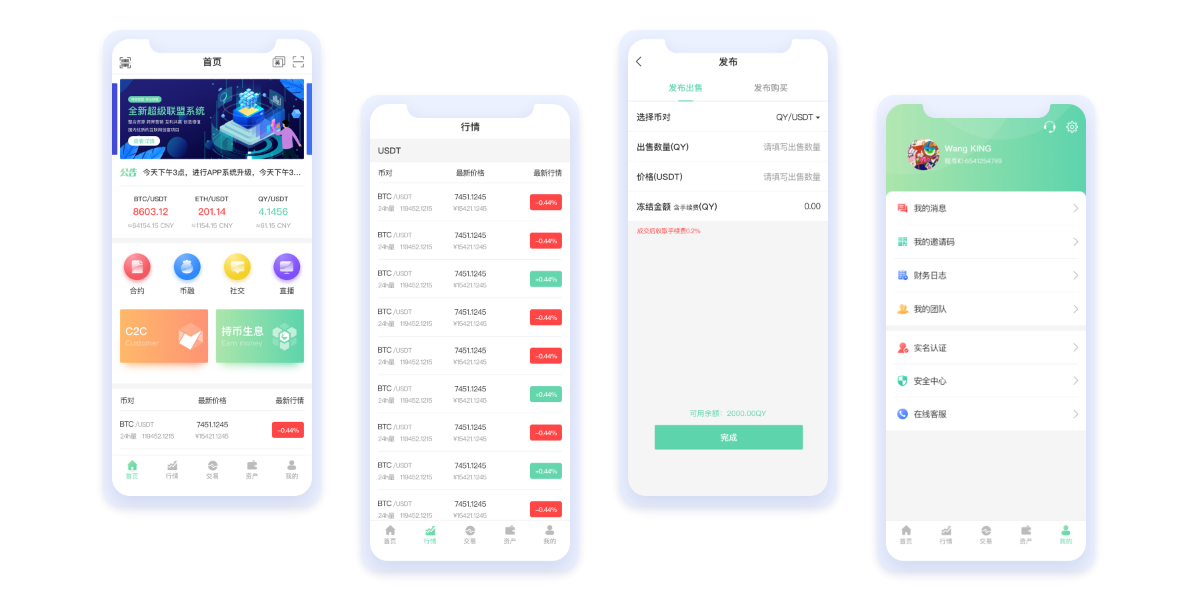 首页
全新超级联盟系统
查看详情
公告 今天下午3点，进行APP系统升级，今天下午3...
BTC/USDT ETH/USDT QY/USDT
8603.12 201.14 4.1456
≈54154.15 CNY ≈1154.15 CNY ≈81.15 CNY
合约 币融 社交 直播
C2C 持币生息
Customer Earn money
币对 最新价格 最新行情
BTC /USDT 7451.1245 -0.44%
24h量 119452.1215 ¥15421.1245
首页 行情 交易 资产 我的
行情
USDT
币对 最新价格 最新行情
BTC /USDT 7451.1245 -0.44%
24h量 119452.1215 ¥15421.1245
BTC /USDT 7451.1245 -0.44%
24h量 119452.1215 ¥15421.1245
BTC /USDT 7451.1245 +0.44%
24h量 119452.1215 ¥15421.1245
BTC /USDT 7451.1245 -0.44%
24h量 119452.1215 ¥15421.1245
BTC /USDT 7451.1245 -0.44%
24h量 119452.1215 ¥15421.1245
BTC /USDT 7451.1245 +0.44%
24h量 119452.1215 ¥15421.1245
BTC /USDT 7451.1245 -0.44%
24h量 119452.1215 ¥15421.1245
BTC /USDT 7451.1245 +0.44%
24h量 119452.1215 ¥15421.1245
BTC /USDT 7451.1245 -0.44%
24h量 119452.1215 ¥15421.1245
首页 行情 交易 资产 我的
发布
发布出售 发布购买
选择币对 QY/USDT
出售数量(QY) 请填写出售数量
价格(USDT) 请填写出售数量
冻结金额 含手续费(QY) 0.00
成交后收取手续费0.2%
可用余额：2000.00QY
完成
Wang KING
我的消息
我的邀请码
财务日志
我的团队
实名认证
安全中心
在线客服
首页 行情 交易 资产 我的